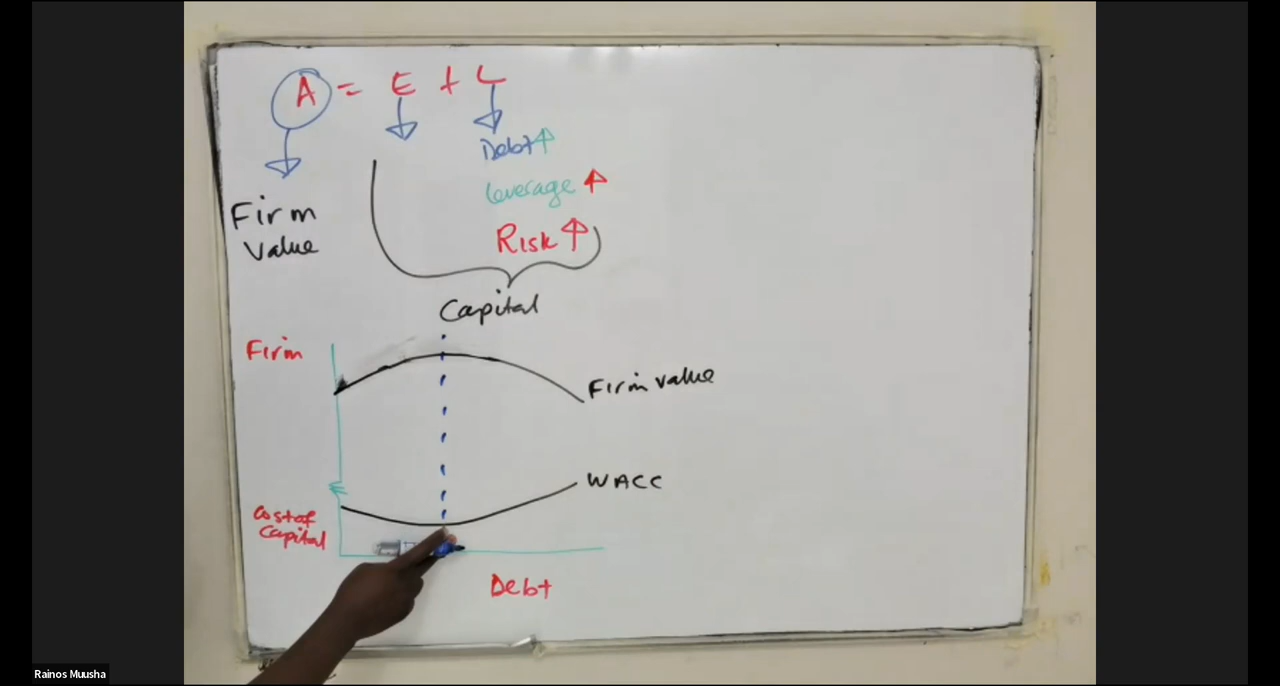 A = E + L
Debt↑
leverage ↑
Risk ↑
Firm
value
Capital
Firm
Firm value
WACC
Cost of
Capital
Debt
Rainos Muusha